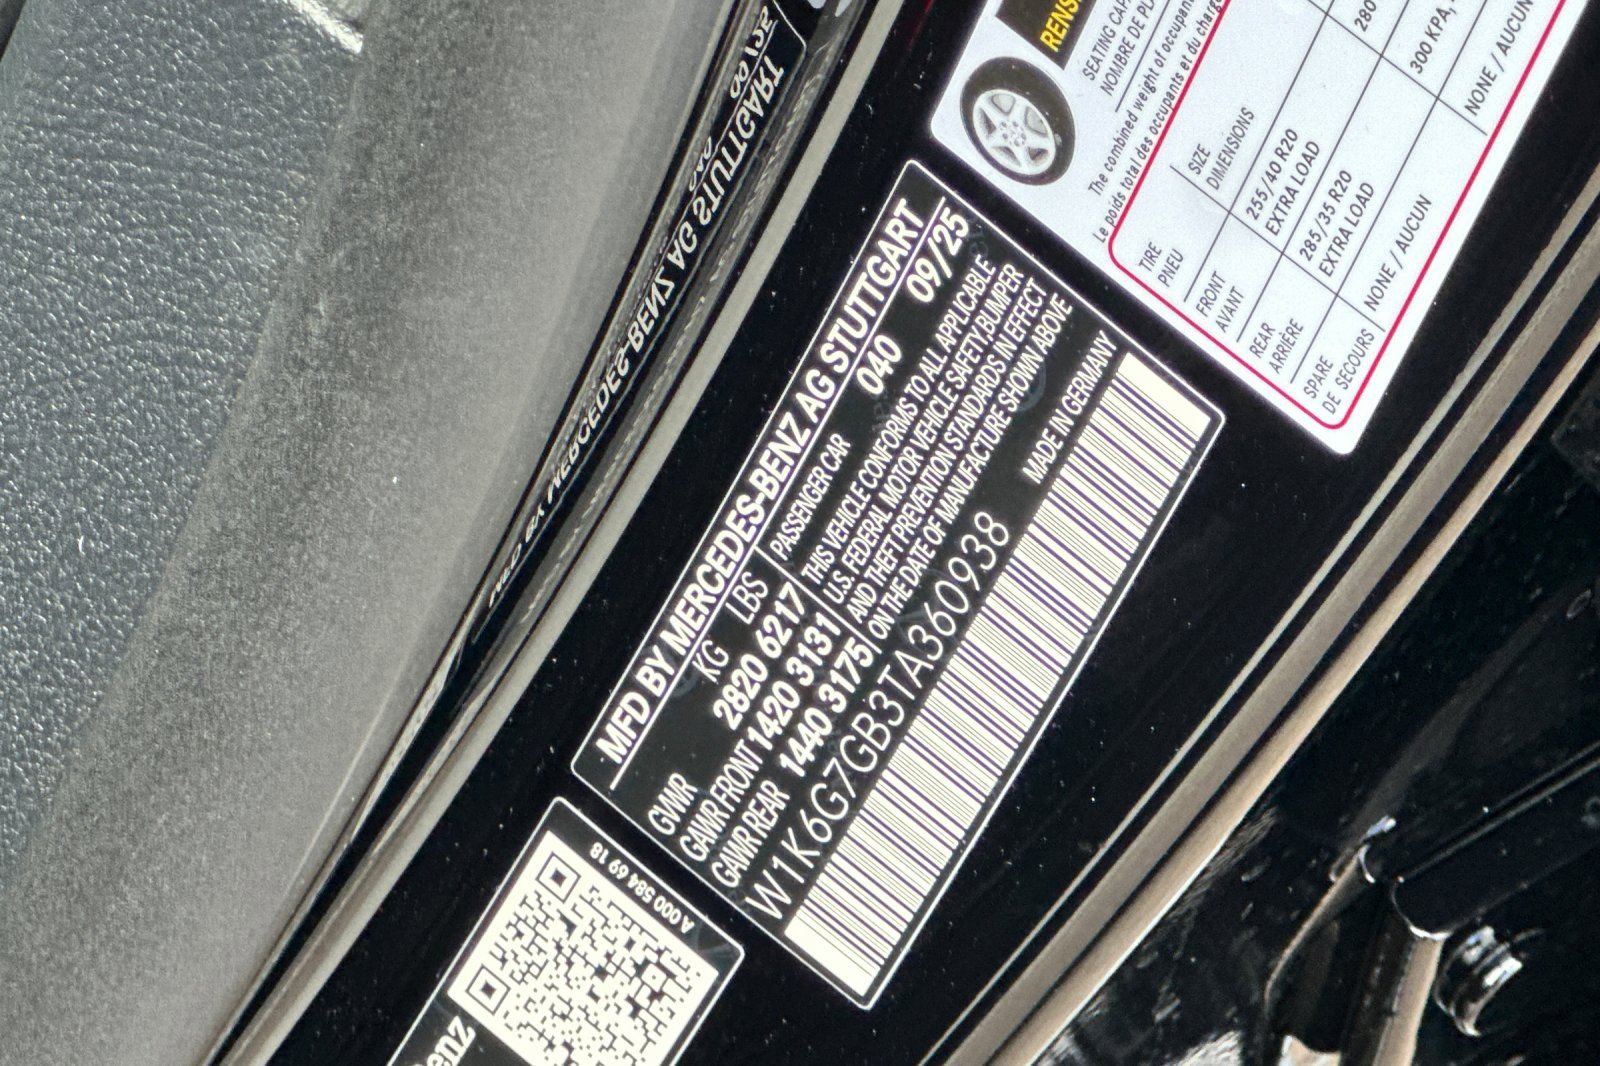 MFD BY MERCEDES-BENZ AG STUTTGART
KG LBS
GVWR 2820 6217
GAWR FRONT 1420 3131
GAWR REAR 1440 3175
PASSENGER CAR 040 09/25
THIS VEHICLE CONFORMS TO ALL APPLICABLE
U.S. FEDERAL MOTOR VEHICLE SAFETY, BUMPER
AND THEFT PREVENTION STANDARDS IN EFFECT
ON THE DATE OF MANUFACTURE SHOWN ABOVE
MADE IN GERMANY
W1K6G7GB3TA360938
A 000 584 69 18
enz
RENS
SEATING CAP
NOMBRE DE PL
The combined weight of occupan
Le poids total des occupants et du charge
TIRE
PNEU
SIZE
DIMENSIONS
FRONT
AVANT
255/40 R20
EXTRA LOAD
280
REAR
ARRIÈRE
285/35 R20
EXTRA LOAD
300 KPA,
SPARE
DE SECOURS
NONE / AUCUN
NONE / AUCUN